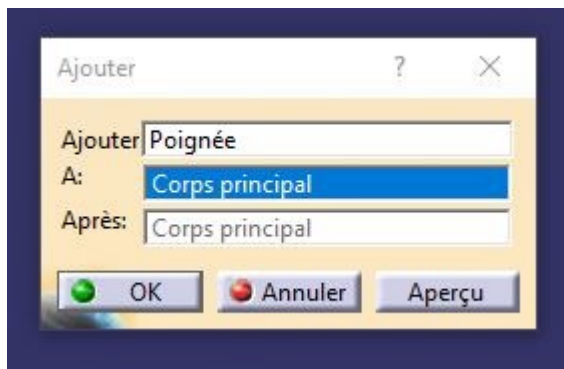 Ajouter ?
Ajouter Poignée
A: Corps principal
Après: Corps principal
OK Annuler Aperçu